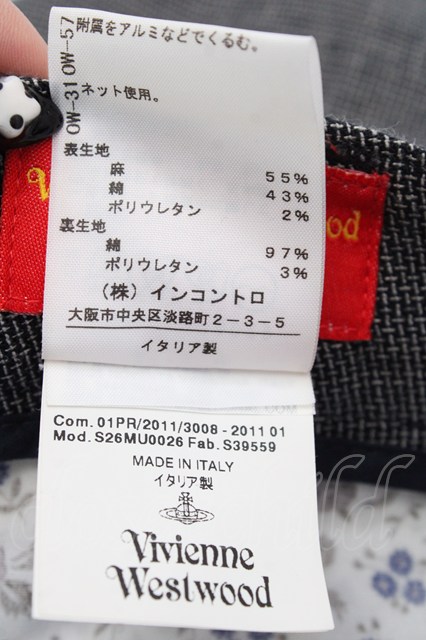 附属をアルミなどでくるむ。
ネット使用。
OW-310W-57
表生地
麻 55%
綿 43%
ポリウレタン 2%
裏生地
綿 97%
ポリウレタン 3%
(株) インコントロ
大阪市中央区淡路町2-3-5
イタリア製
Com. 01PR/2011/3008 - 2011 01
Mod. S26MU0026 Fab. S39559
MADE IN ITALY
イタリア製
Vivienne
Westwood